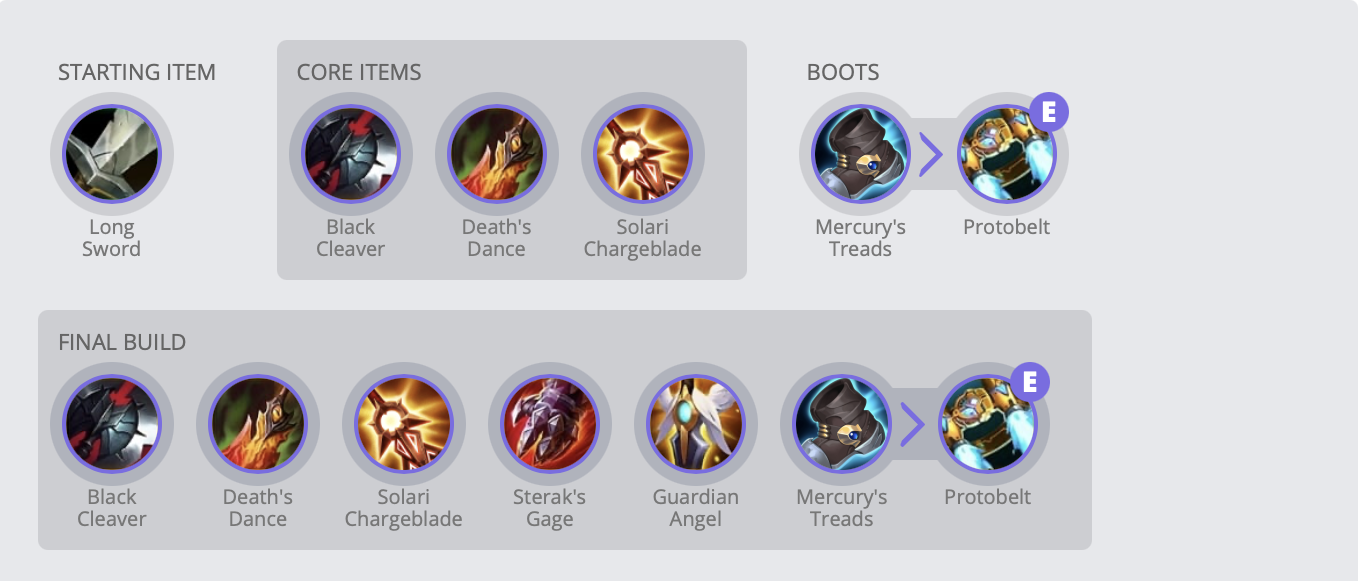 STARTING ITEM
Long
Sword
CORE ITEMS
Black
Cleaver
Death's
Dance
Solari
Chargeblade
BOOTS
Mercury's
Treads
E
Protobelt
FINAL BUILD
Black
Cleaver
Death's
Dance
Solari
Chargeblade
Sterak's
Gage
Guardian
Angel
Mercury's
Treads
E
Protobelt